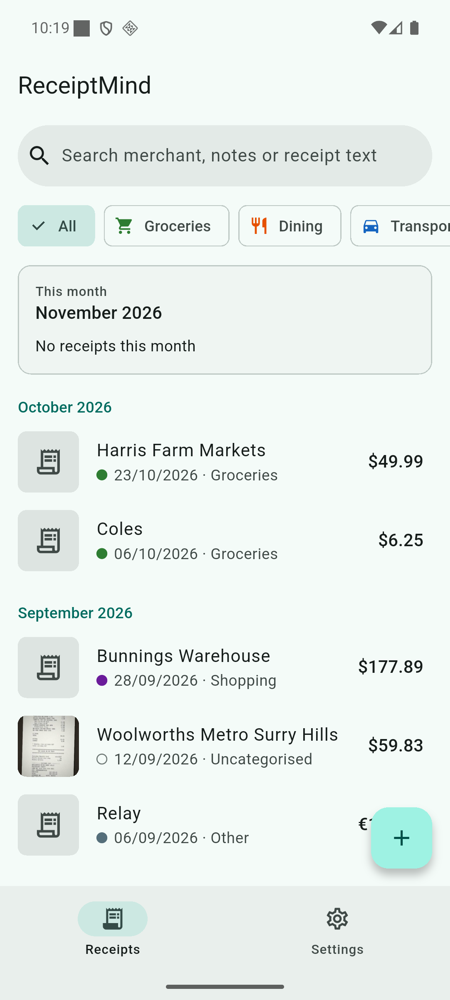 10:19
ReceiptMind
Search merchant, notes or receipt text
All
Groceries
Dining
This month
November 2026
No receipts this month
October 2026
Harris Farm Markets
23/10/2026 · Groceries
$49.99
Coles
06/10/2026 · Groceries
$6.25
September 2026
Bunnings Warehouse
28/09/2026 · Shopping
$177.89
Woolworths Metro Surry Hills
12/09/2026 · Uncategorised
$59.83
Relay
06/09/2026 · Other
Receipts
Settings